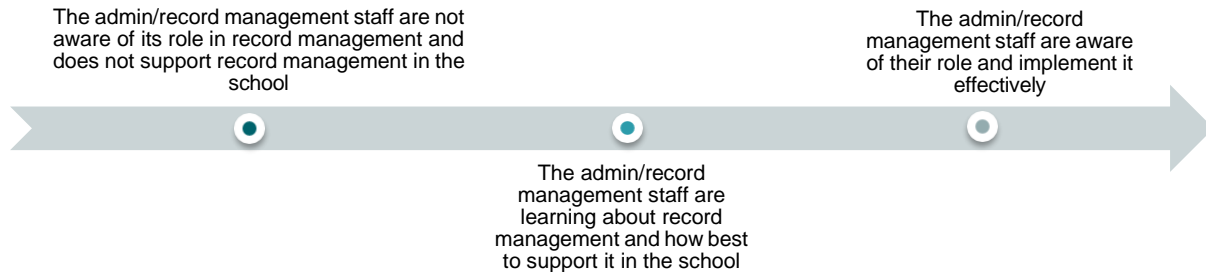 The admin/record management staff are not
aware of its role in record management and
does not support record management in the
school
The admin/record
management staff are
learning about record
management and how best
to support it in the school
The admin/record
management staff are aware
of their role and implement it
effectively